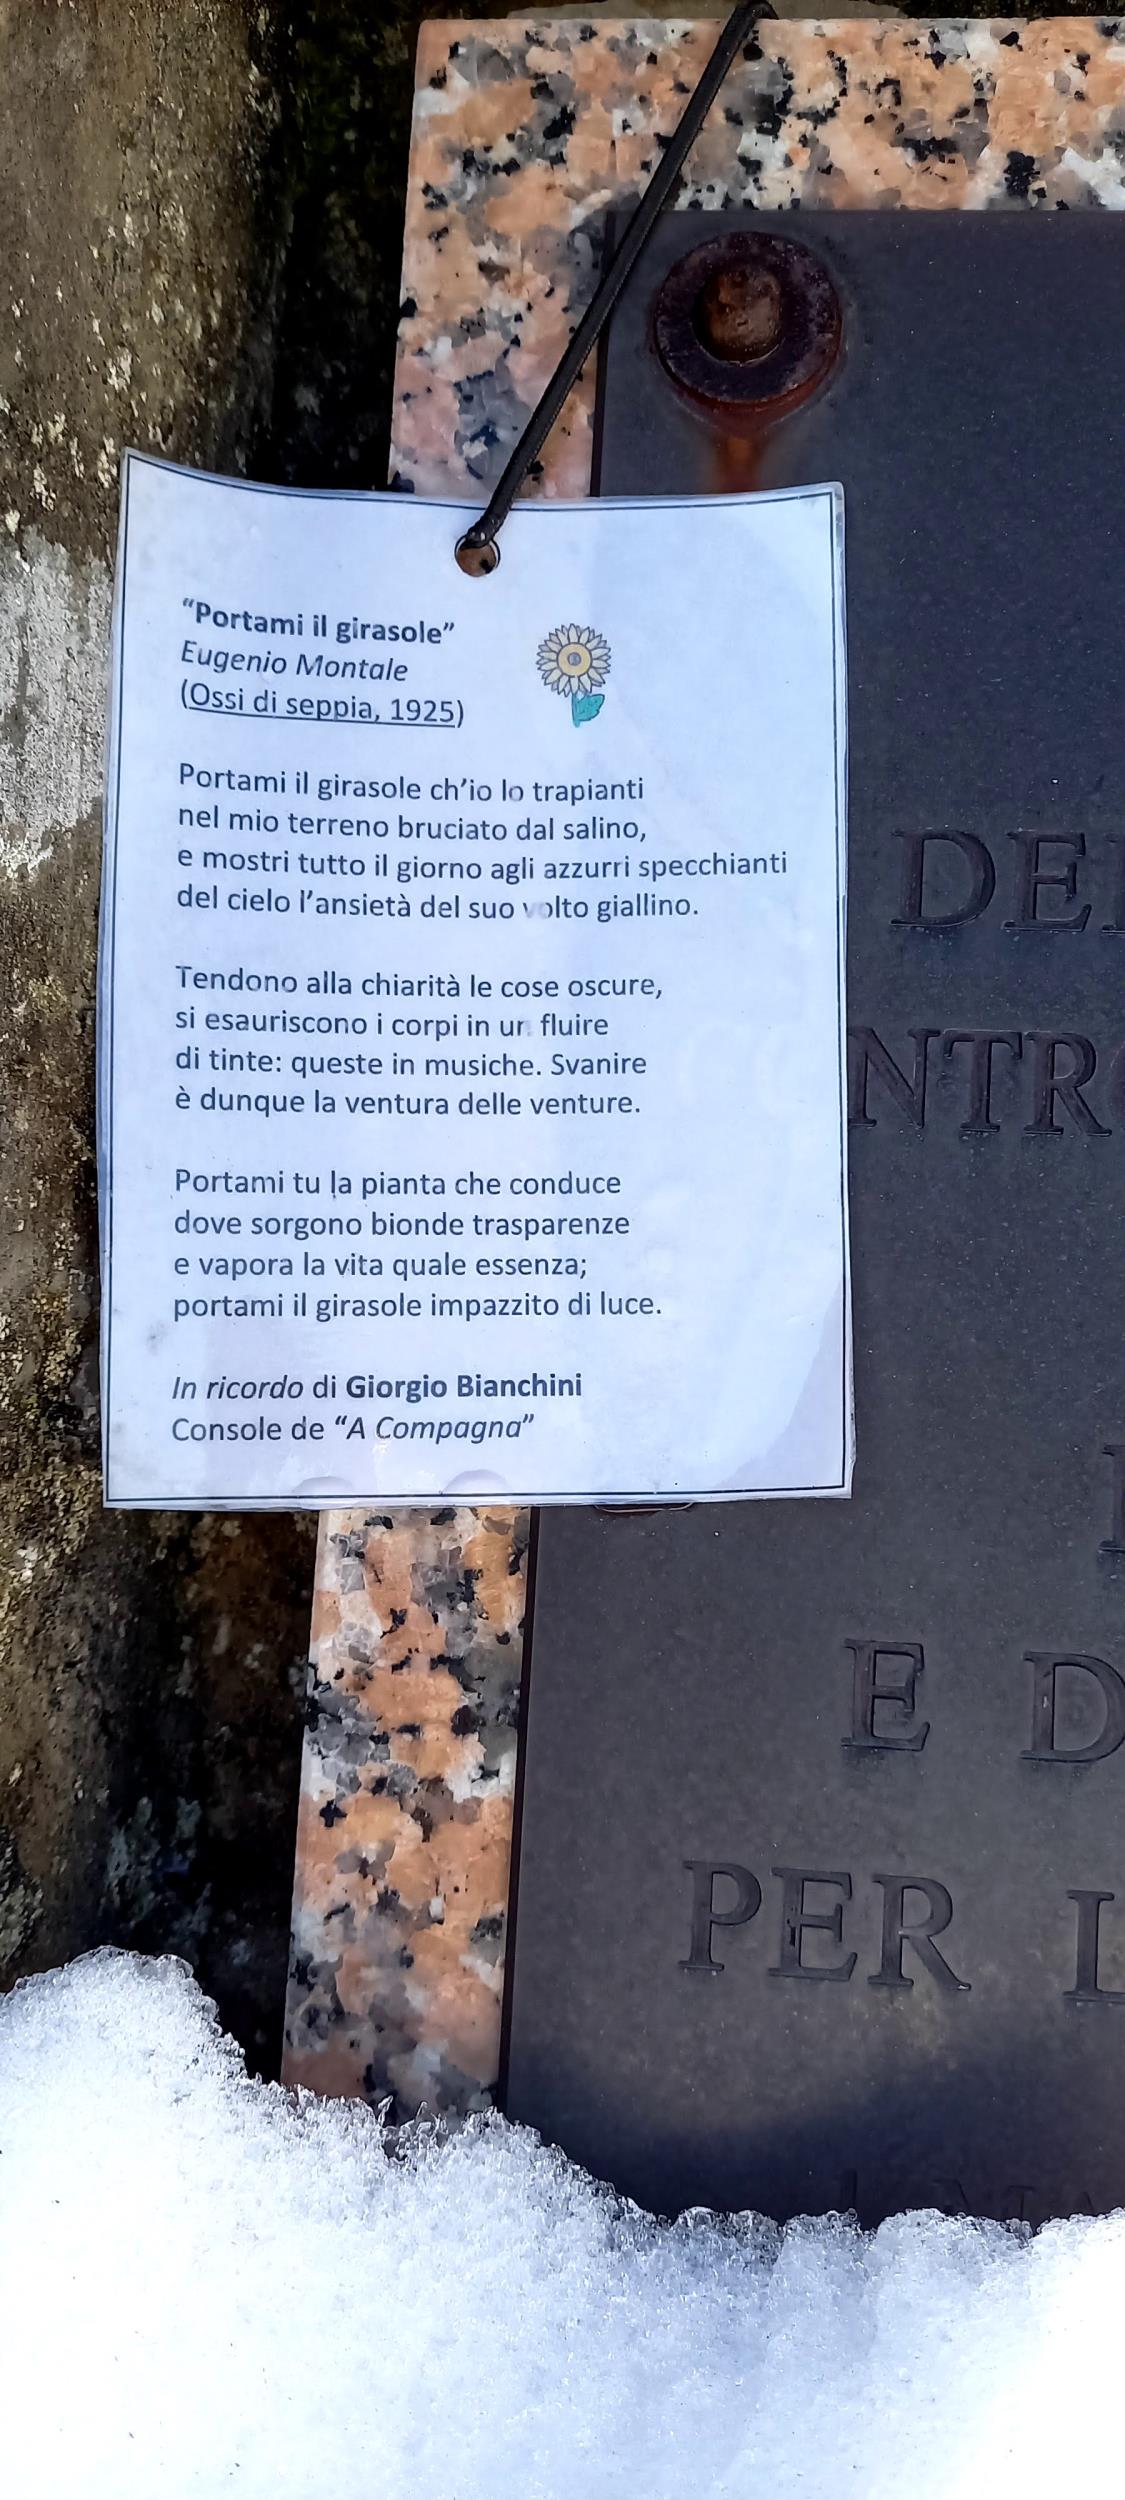 “Portami il girasole”
Eugenio Montale
(Ossi di seppia, 1925)
Portami il girasole ch’io lo trapianti
nel mio terreno bruciato dal salino,
e mostri tutto il giorno agli azzurri specchianti
del cielo l’ansietà del suo volto giallino.
Tendono alla chiarità le cose oscure,
si esauriscono i corpi in un fluire
di tinte: queste in musiche. Svanire
è dunque la ventura delle venture.
Portami tu la pianta che conduce
dove sorgono bionde trasparenze
e vapora la vita quale essenza;
portami il girasole impazzito di luce.
In ricordo di Giorgio Bianchini
Console de “A Compagna”
DE
NTR
E D
PER L